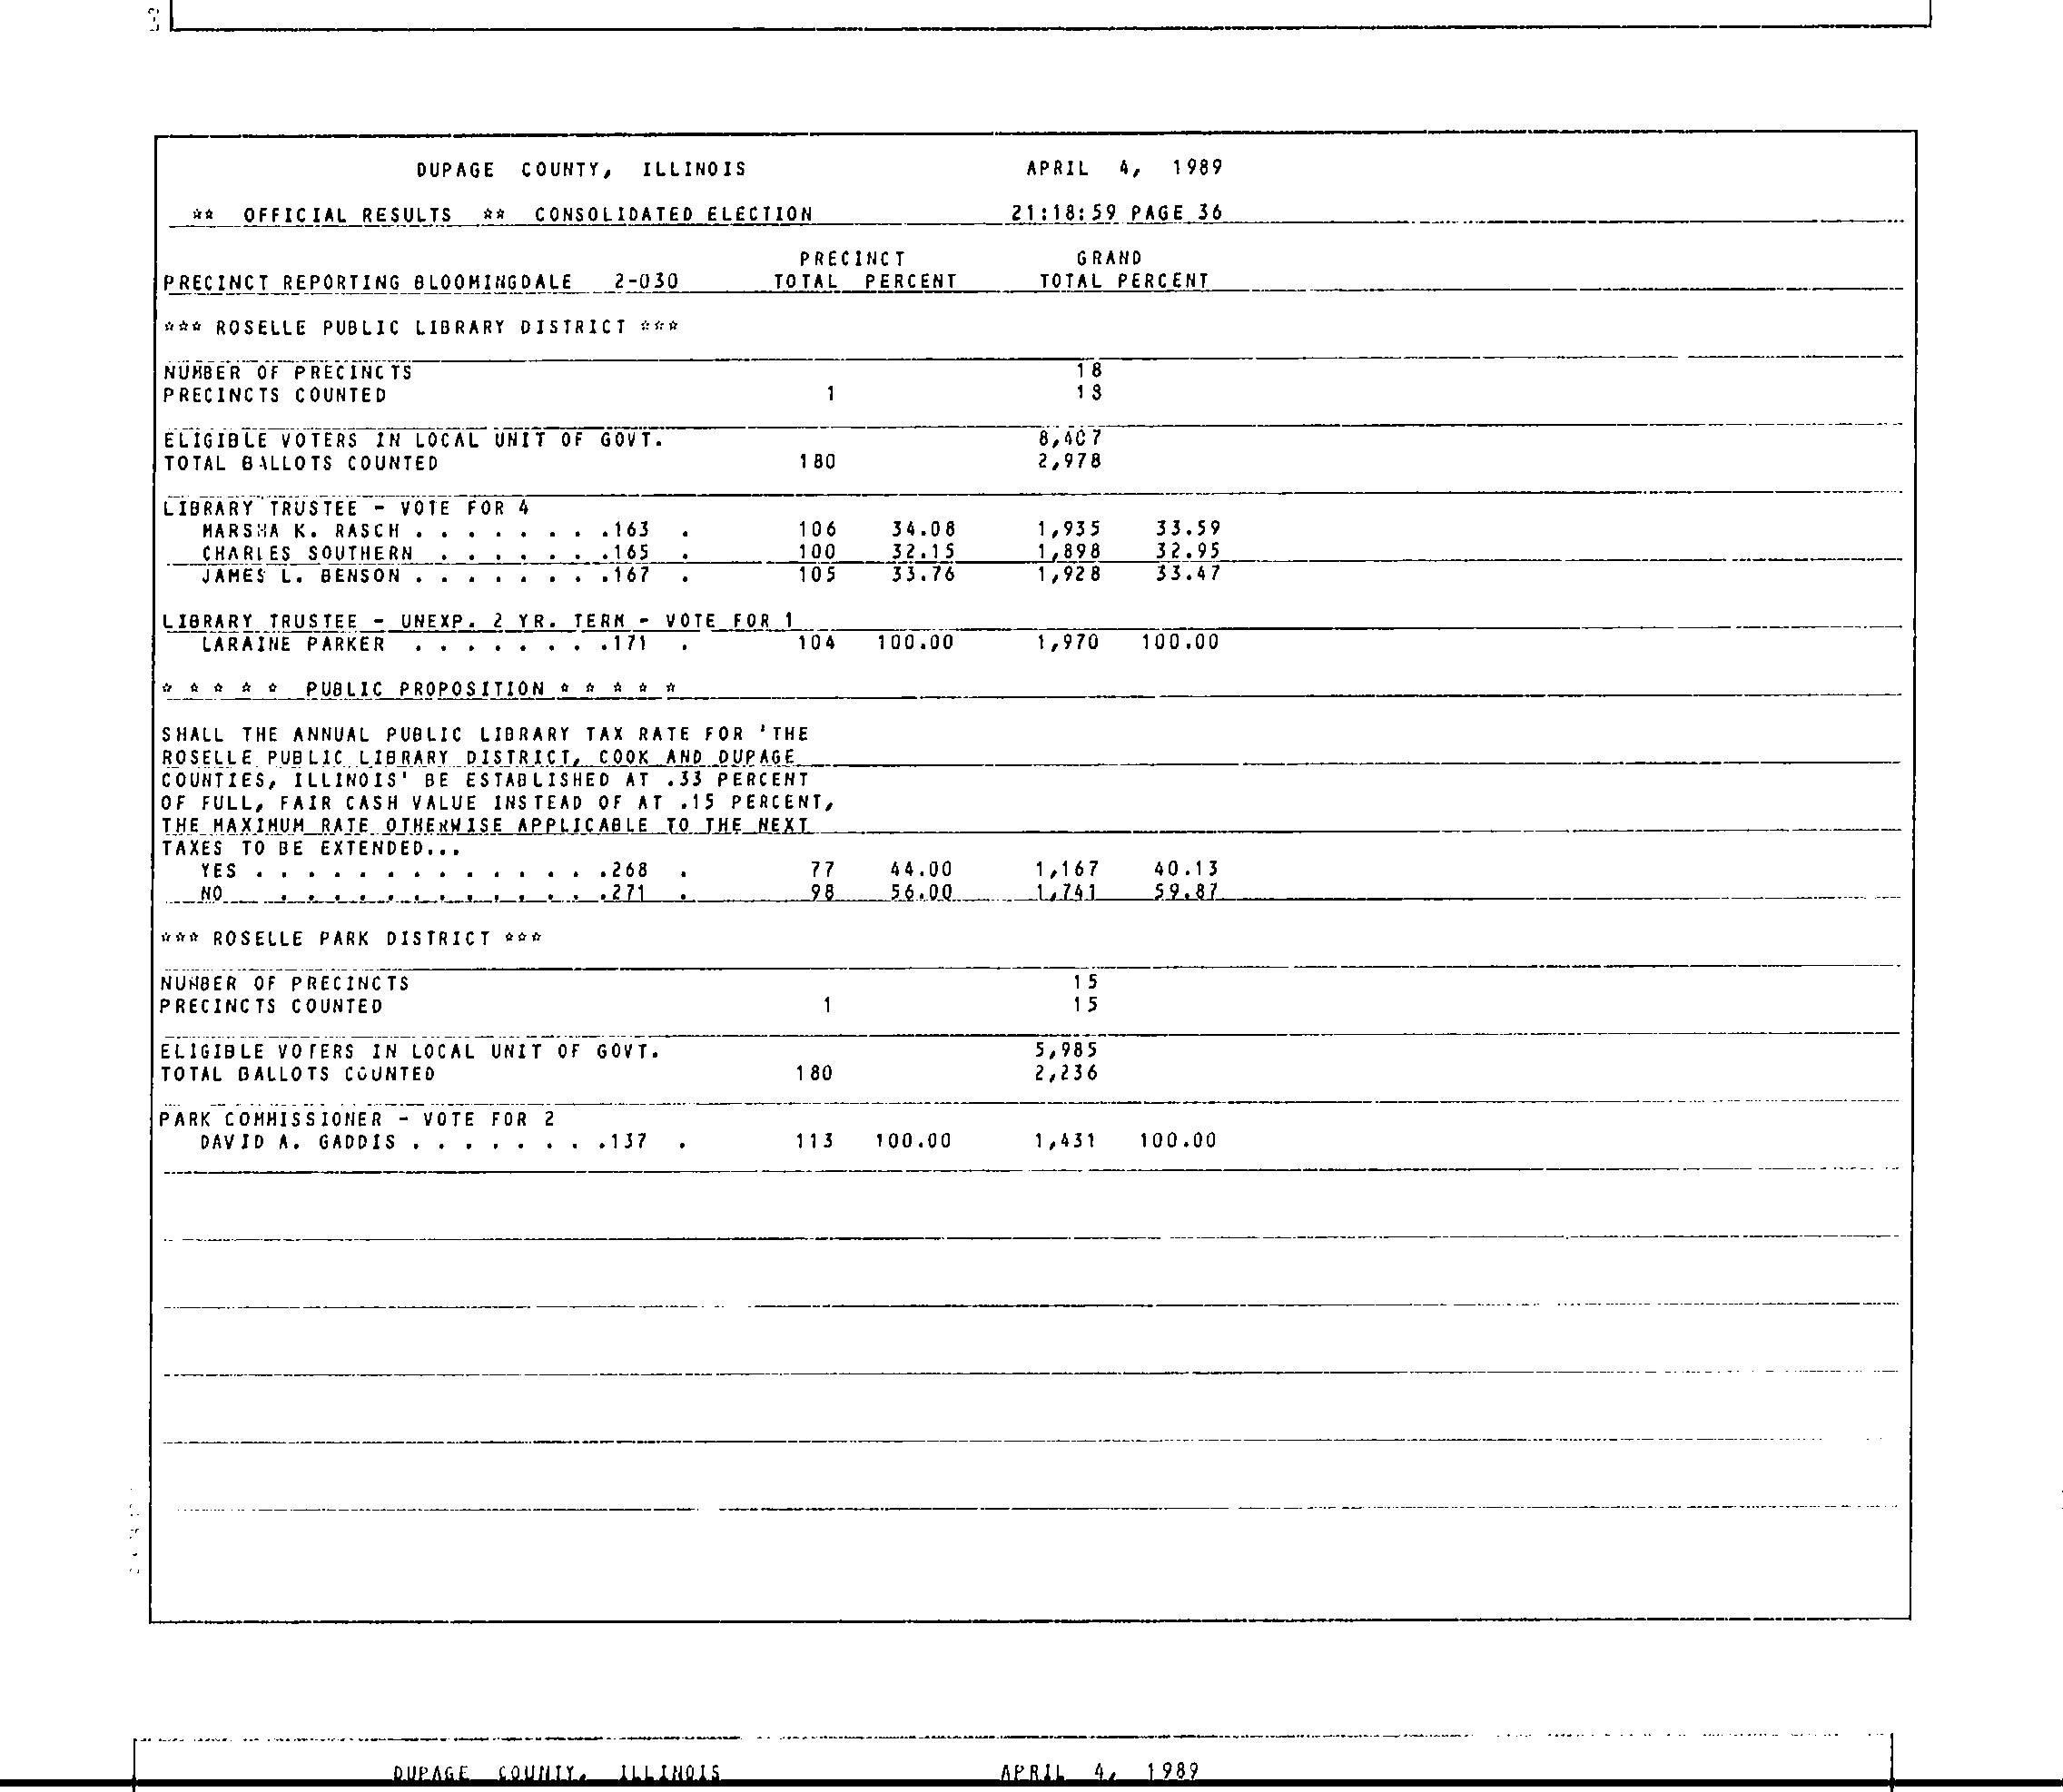 DUPAGE COUNTY, ILLINOIS APRIL 4, 1989
** OFFICIAL RESULTS ** CONSOLIDATED ELECTION 21:18:59 PAGE 36
PRECINCT GRAND
PRECINCT REPORTING BLOOMINGDALE 2-030 TOTAL PERCENT TOTAL PERCENT
*** ROSELLE PUBLIC LIBRARY DISTRICT ***
NUMBER OF PRECINCTS 18
PRECINCTS COUNTED 1 18
ELIGIBLE VOTERS IN LOCAL UNIT OF GOVT. 8,407
TOTAL BALLOTS COUNTED 180 2,978
LIBRARY TRUSTEE - VOTE FOR 4
MARSHA K. RASCH . . . . . . . .163 . 106 34.08 1,935 33.59
CHARLES SOUTHERN . . . . . . .165 . 100 32.15 1,898 32.95
JAMES L. BENSON . . . . . . . .167 . 105 33.76 1,928 33.47
LIBRARY TRUSTEE - UNEXP. 2 YR. TERM - VOTE FOR 1
LARAINE PARKER . . . . . . . .171 . 104 100.00 1,970 100.00
* * * * * PUBLIC PROPOSITION * * * * *
SHALL THE ANNUAL PUBLIC LIBRARY TAX RATE FOR 'THE
ROSELLE PUBLIC LIBRARY DISTRICT, COOK AND DUPAGE
COUNTIES, ILLINOIS' BE ESTABLISHED AT .33 PERCENT
OF FULL, FAIR CASH VALUE INSTEAD OF AT .15 PERCENT,
THE MAXIMUM RATE OTHERWISE APPLICABLE TO THE NEXT
TAXES TO BE EXTENDED...
YES . . . . . . . . . . . . . .268 . 77 44.00 1,167 40.13
NO . . . . . . . . . . . . .271 . 98 56.00 1,741 59.87
*** ROSELLE PARK DISTRICT ***
NUMBER OF PRECINCTS 15
PRECINCTS COUNTED 1 15
ELIGIBLE VOTERS IN LOCAL UNIT OF GOVT. 5,985
TOTAL BALLOTS COUNTED 180 2,236
PARK COMMISSIONER - VOTE FOR 2
DAVID A. GADDIS . . . . . . . .137 . 113 100.00 1,431 100.00
DUPAGE COUNTY, ILLINOIS APRIL 4, 1989